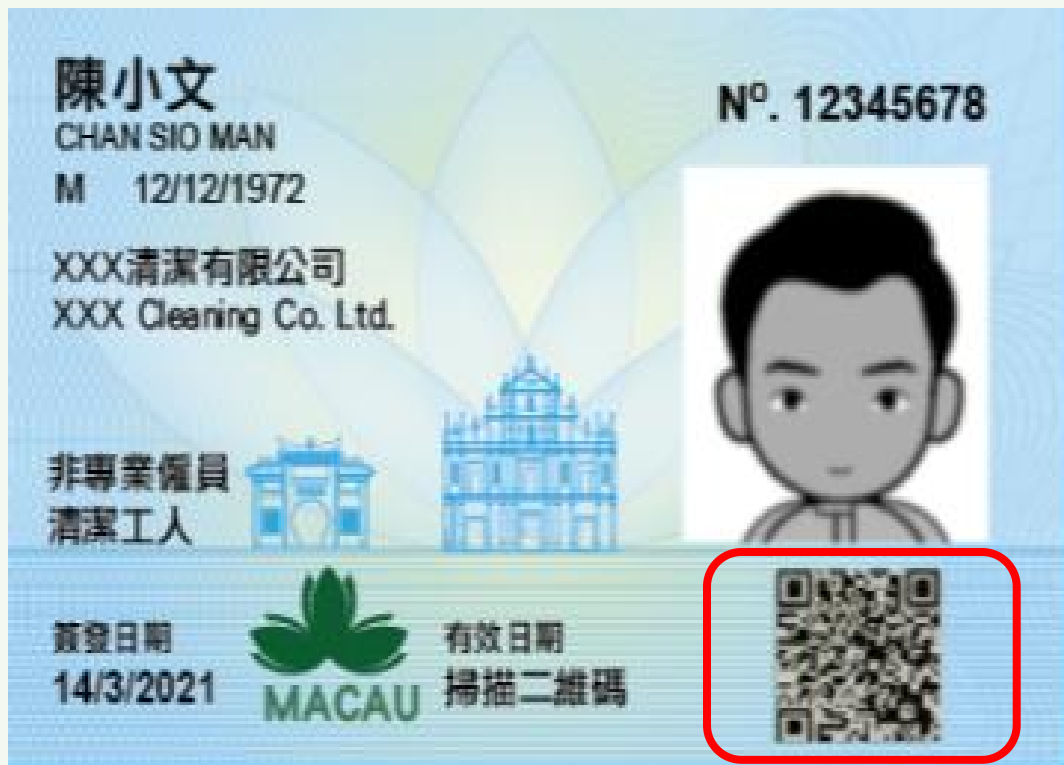 陳小文
CHAN SIO MAN
M 12/12/1972
Nº. 12345678
XXX清潔有限公司
XXX Cleaning Co. Ltd.
非專業僱員
清潔工人
簽發日期
14/3/2021
MACAU
有效日期
掃描二維碼